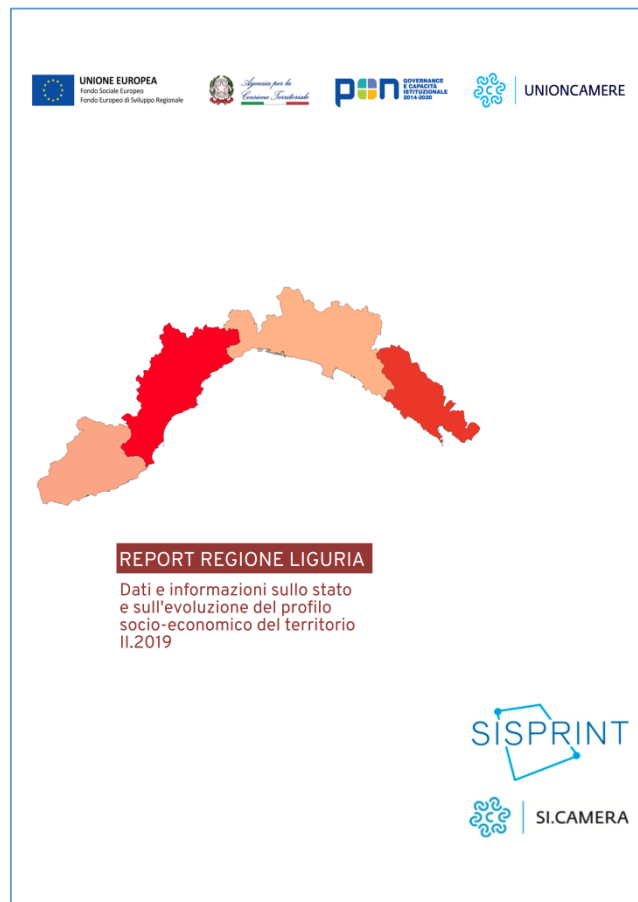 UNIONE EUROPEA
Fondo Sociale Europeo
Fondo Europeo di Sviluppo Regionale
Agenzia per la
Coesione Territoriale
pon GOVERNANCE
E CAPACITÀ
ISTITUZIONALE
2014-2020
UNIONCAMERE
REPORT REGIONE LIGURIA
Dati e informazioni sullo stato
e sull'evoluzione del profilo
socio-economico del territorio
II.2019
SISPRINT
SI.CAMERA